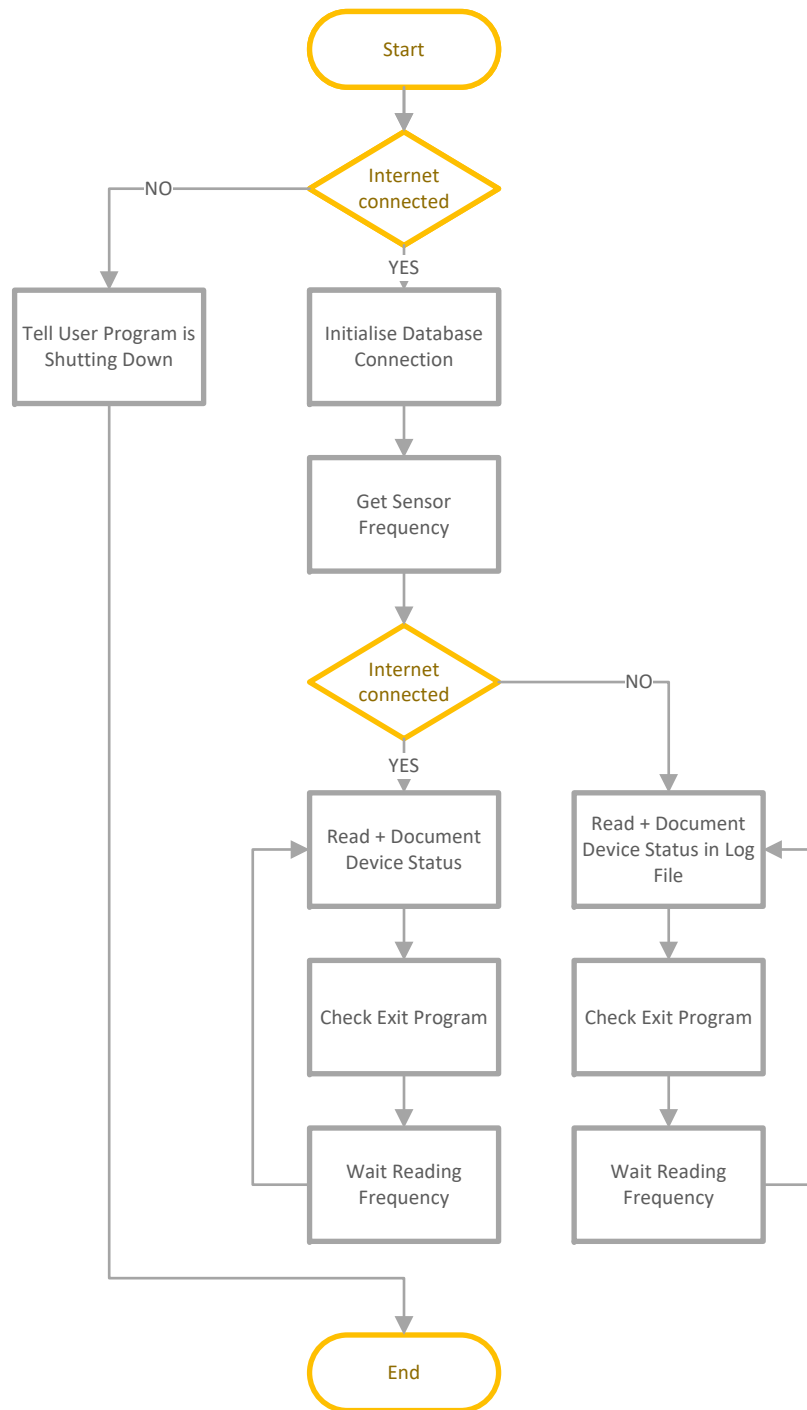 Start
Internet
connected
NO
YES
Tell User Program is
Shutting Down
Initialise Database
Connection
Get Sensor
Frequency
Internet
connected
NO
YES
Read + Document
Device Status
Read + Document
Device Status in Log
File
Check Exit Program
Check Exit Program
Wait Reading
Frequency
Wait Reading
Frequency
End